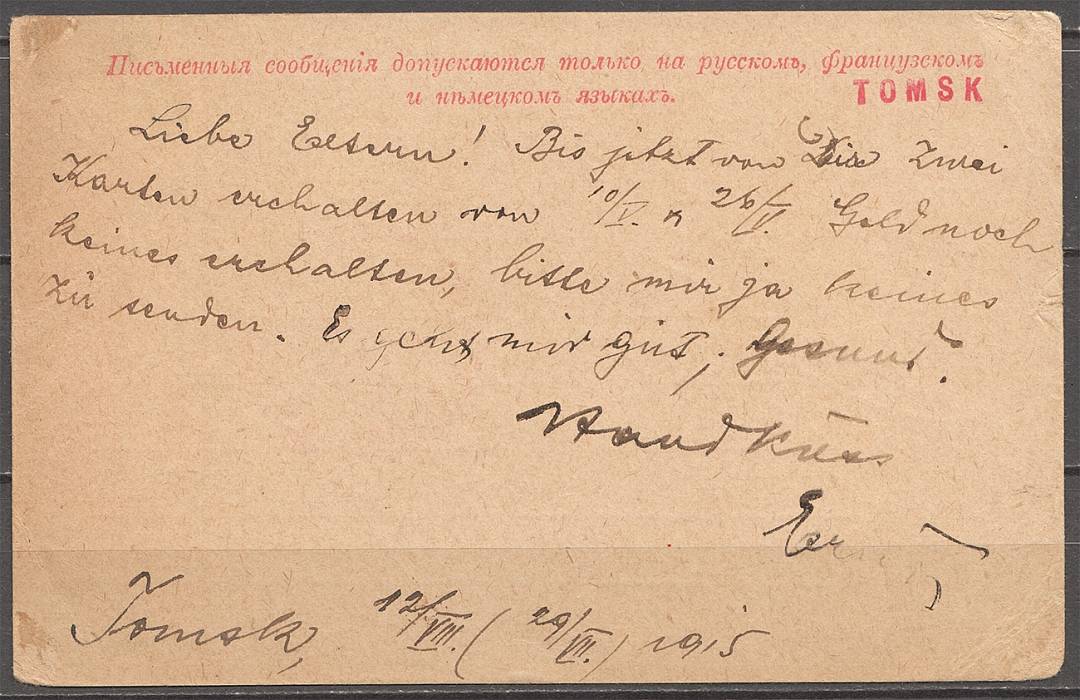 Письменныя сообщенія допускаются только на русскомъ, французскомъ
и нѣмецкомъ языкахъ.
TOMSK
Liebe Eltern! Bis jetzt von zwei
Karten erhalten von 10/V. u 26/V. Geld noch
keines erhalten, bitte mir ja keines
zu senden. Es geht mir gut, Gesund.
Handkuss
Tomsk, 12/VIII. (29/VII.) 1915